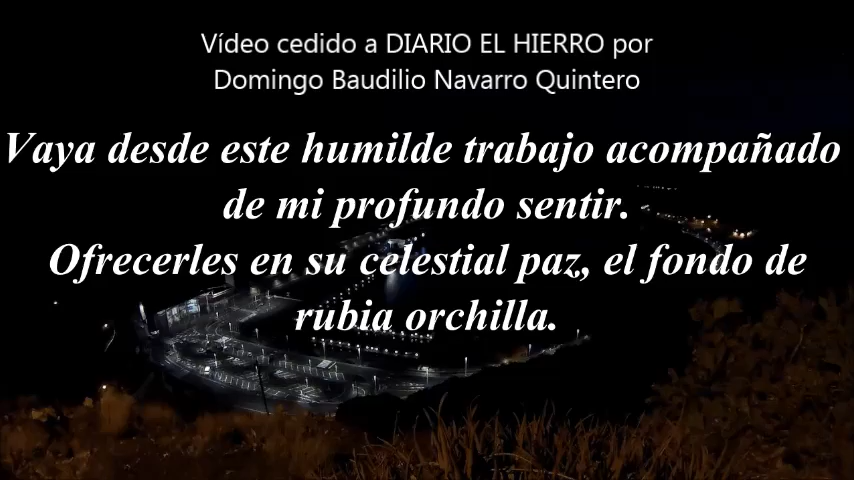 Vídeo cedido a DIARIO EL HIERRO por
Domingo Baudilio Navarro Quintero
Vaya desde este humilde trabajo acompañado
de mi profundo sentir.
Ofrecerles en su celestial paz, el fondo de
rubia orchilla.